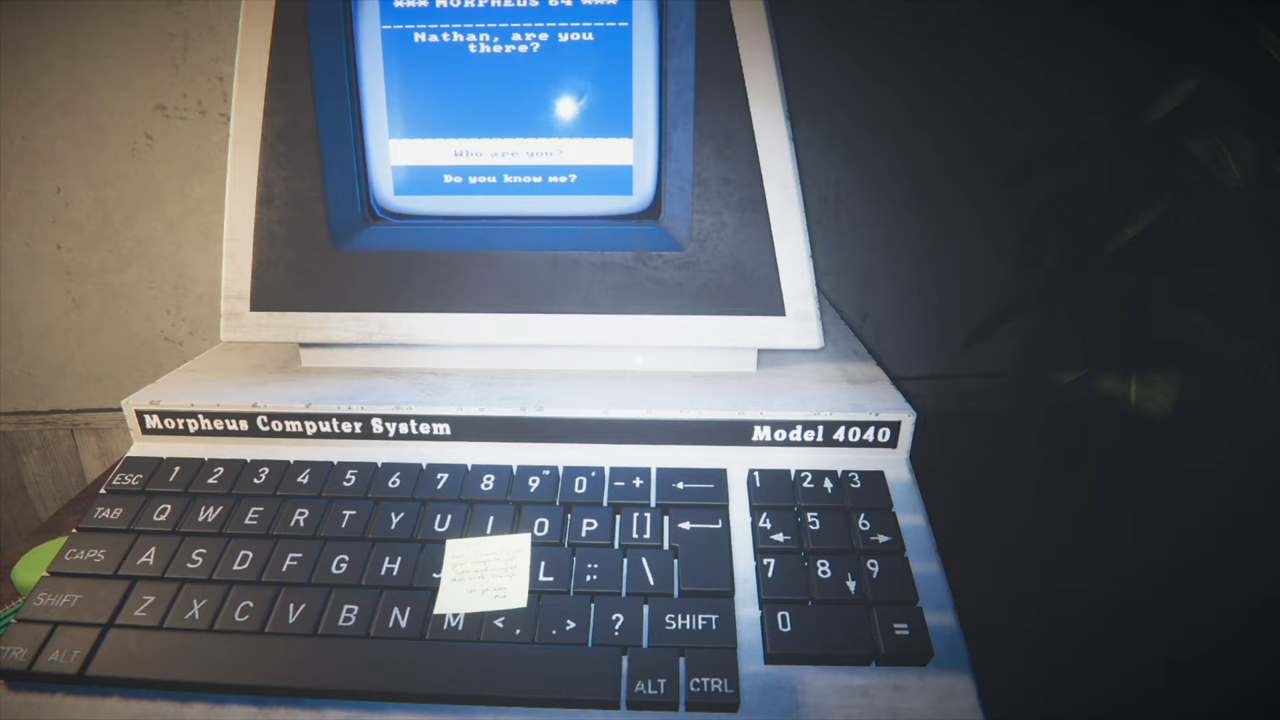 *** MORPHEUS 64 ***
Nathan, are you
there?
Who are you?
Do you know me?
Morpheus Computer System
Model 4040
ESC 1 2 3 4 5 6 7 8 9" 0' -+ ←
1 2 3
TAB Q W E R T Y U I O P []
4 5 6
CAPS A S D F G H J L ;: \
7 8 9
SHIFT Z X C V B N M <, .> ? SHIFT
0 =
CTRL ALT ALT CTRL